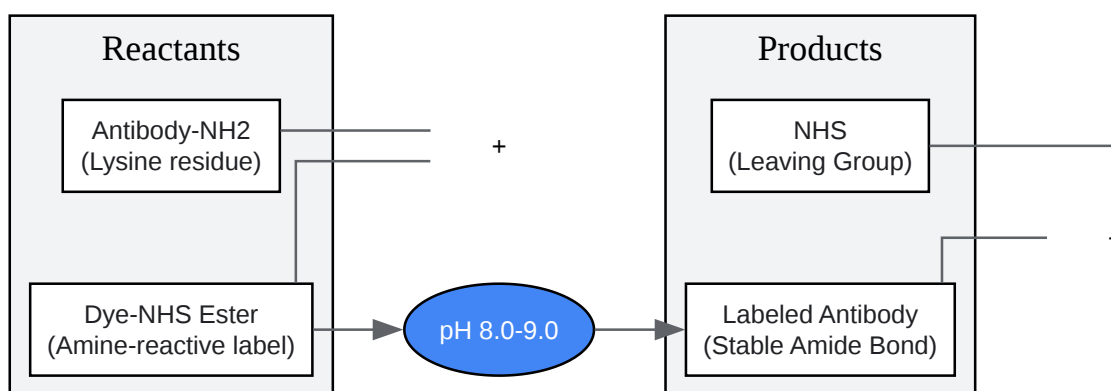 Reactants
Antibody-NH2
(Lysine residue)
+
Dye-NHS Ester
(Amine-reactive label)
pH 8.0-9.0
Products
NHS
(Leaving Group)
Labeled Antibody
(Stable Amide Bond)